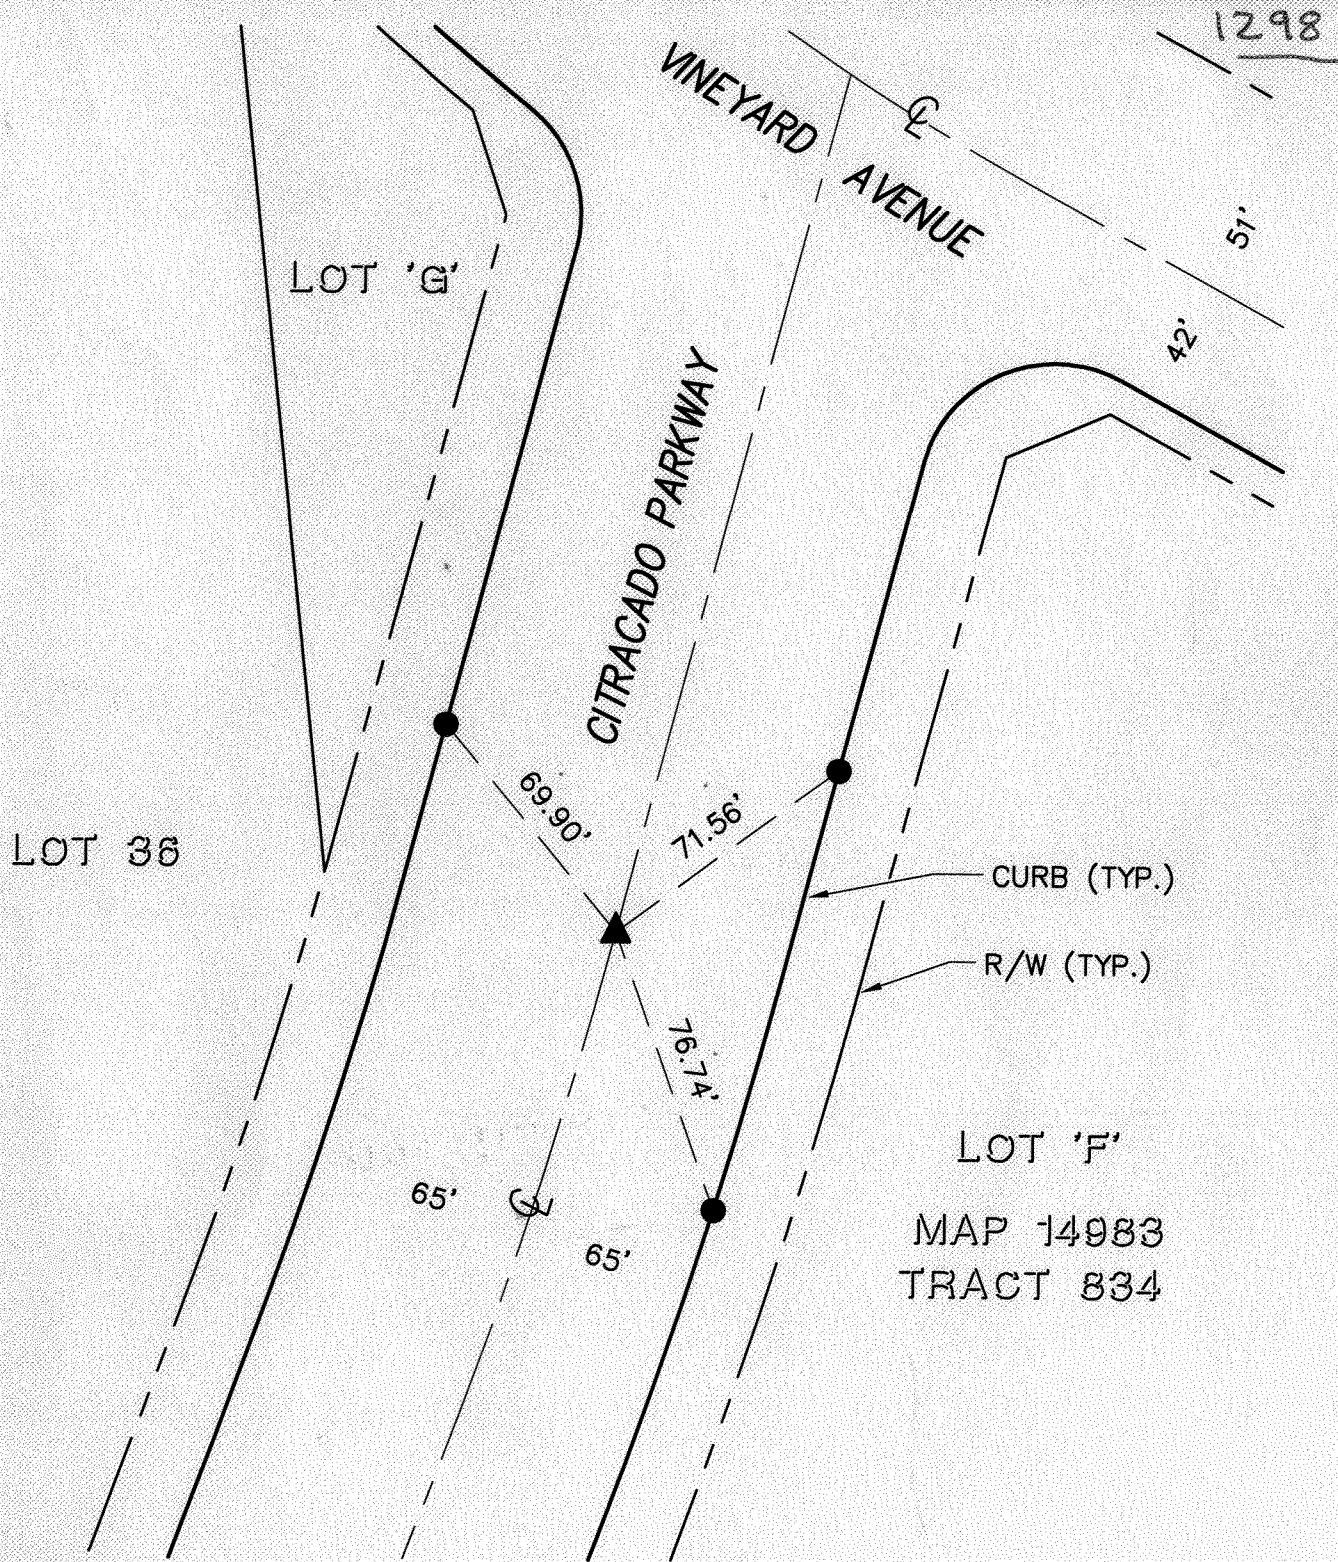 1298
VINEYARD AVENUE
℄
51'
LOT 'G'
42'
CITRACADO PARKWAY
69.90'
71.56'
LOT 36
CURB (TYP.)
R/W (TYP.)
76.74'
LOT 'F'
65'
℄
MAP 14983
65'
TRACT 834